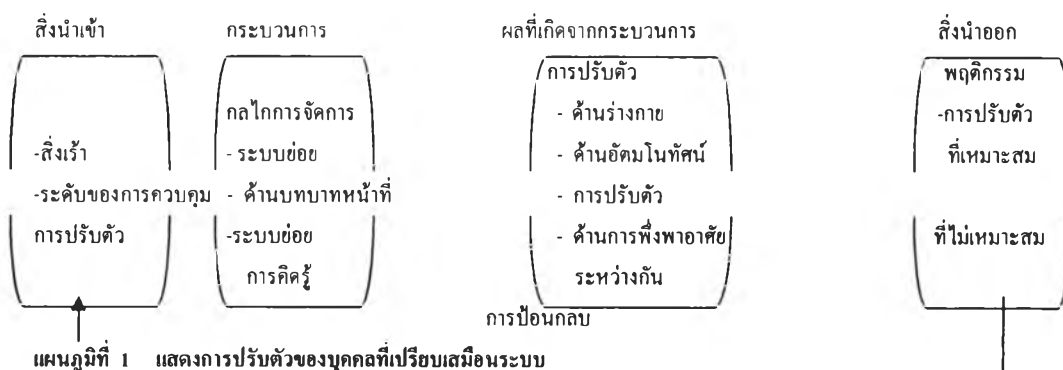 สิ่งนำเข้า
กระบวนการ
ผลที่เกิดจากกระบวนการ
สิ่งนำออก
-สิ่งเร้า
-ระดับของการควบคุม
การปรับตัว
กลไกการจัดการ
- ระบบย่อย
- ด้านบทบาทหน้าที่
-ระบบย่อย
การคิดรู้
การปรับตัว
- ด้านร่างกาย
- ด้านอัตมโนทัศน์
- การปรับตัว
- ด้านการพึ่งพาอาศัย
ระหว่างกัน
พฤติกรรม
-การปรับตัว
ที่เหมาะสม
ที่ไม่เหมาะสม
การป้อนกลับ
แผนภูมิที่ 1 แสดงการปรับตัวของบุคคลที่เปรียบเสมือนระบบ